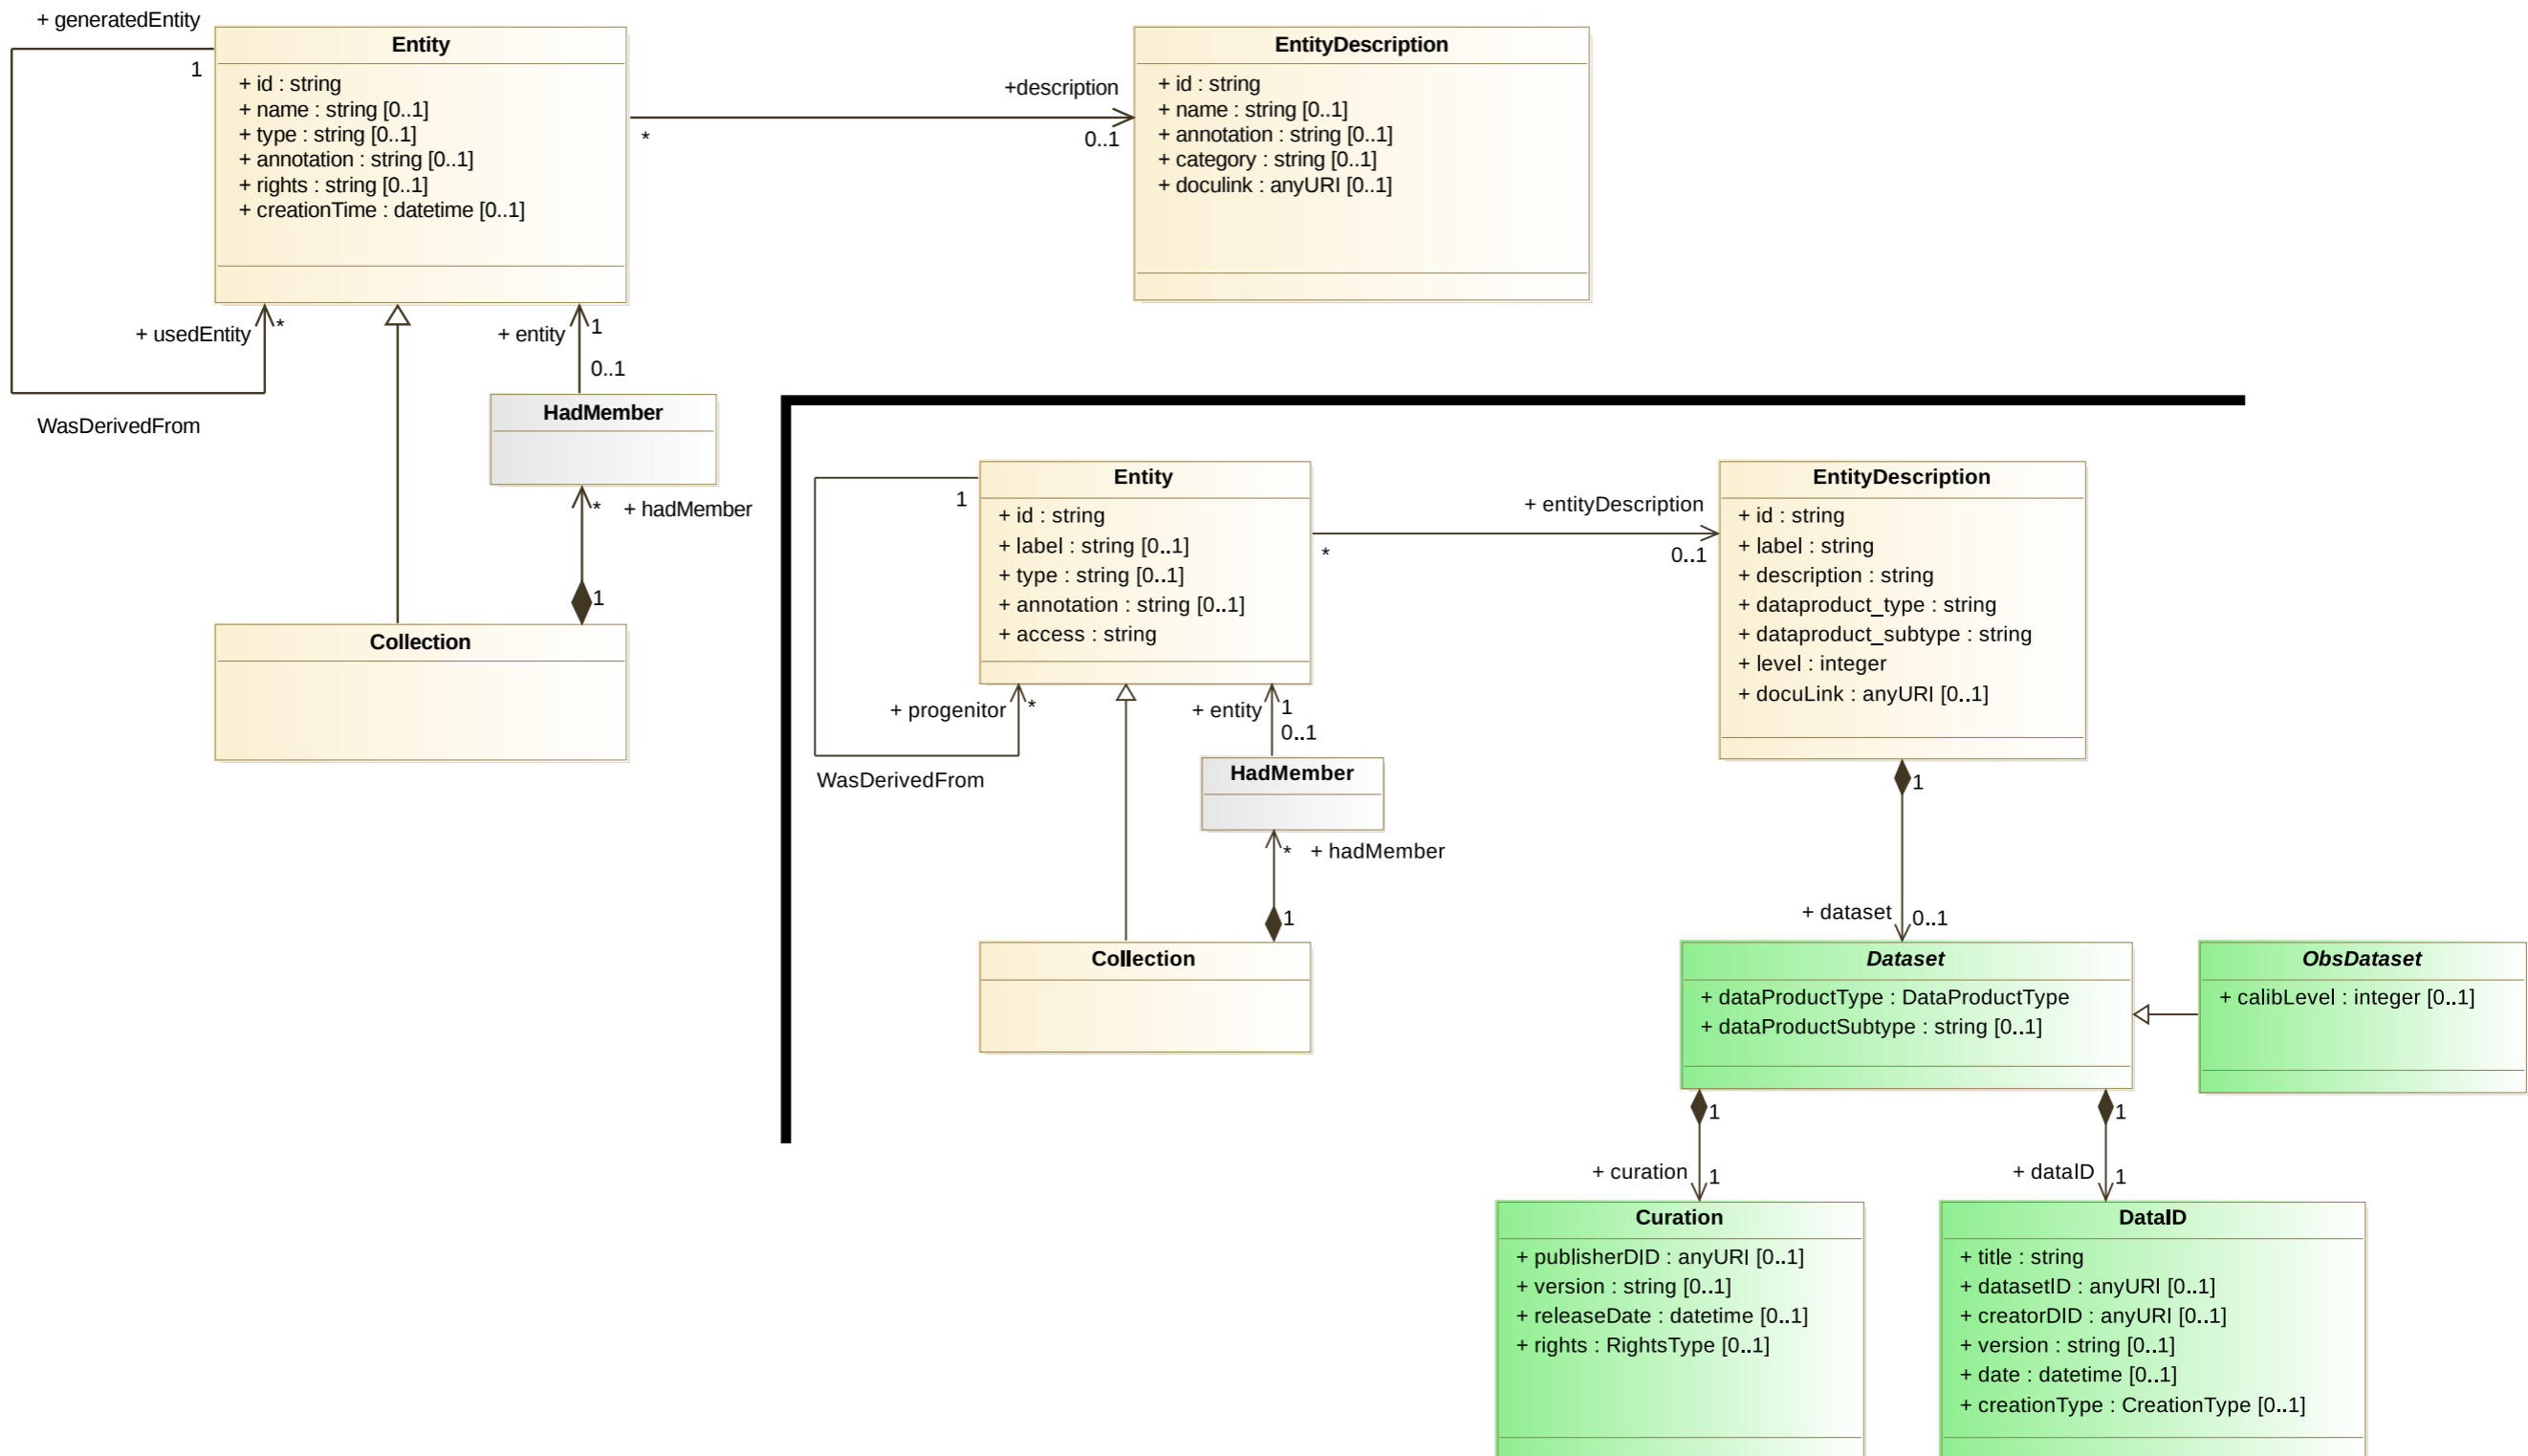 + generatedEntity
1
Entity
+ id : string
+ name : string [0..1]
+ type : string [0..1]
+ annotation : string [0..1]
+ rights : string [0..1]
+ creationTime : datetime [0..1]
*
+description
0..1
EntityDescription
+ id : string
+ name : string [0..1]
+ annotation : string [0..1]
+ category : string [0..1]
+ doculink : anyURI [0..1]
+ usedEntity
*
WasDerivedFrom
+ entity
1
0..1
HadMember
*
+ hadMember
1
Collection
1
Entity
+ id : string
+ label : string [0..1]
+ type : string [0..1]
+ annotation : string [0..1]
+ access : string
*
+ entityDescription
0..1
EntityDescription
+ id : string
+ label : string
+ description : string
+ dataproduct_type : string
+ dataproduct_subtype : string
+ level : integer
+ docuLink : anyURI [0..1]
+ progenitor
*
WasDerivedFrom
+ entity
1
0..1
HadMember
*
+ hadMember
1
Collection
1
+ dataset
0..1
Dataset
+ dataProductType : DataProductType
+ dataProductSubtype : string [0..1]
ObsDataset
+ calibLevel : integer [0..1]
1
+ curation
1
1
+ dataID
1
Curation
+ publisherDID : anyURI [0..1]
+ version : string [0..1]
+ releaseDate : datetime [0..1]
+ rights : RightsType [0..1]
DataID
+ title : string
+ datasetID : anyURI [0..1]
+ creatorDID : anyURI [0..1]
+ version : string [0..1]
+ date : datetime [0..1]
+ creationType : CreationType [0..1]